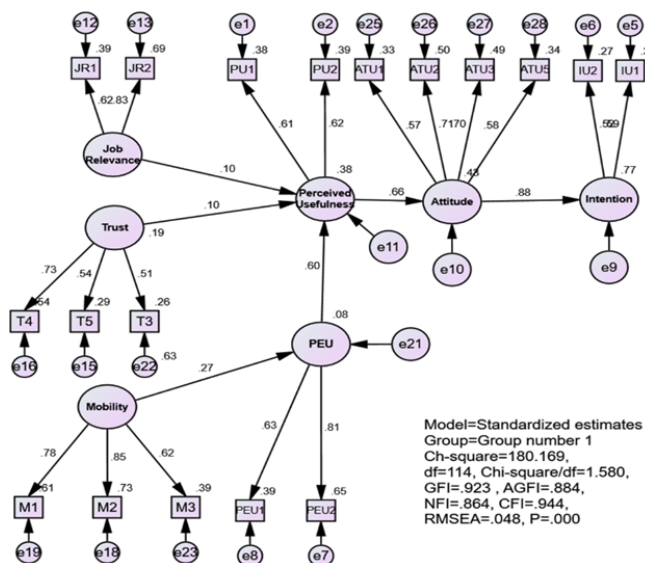 e12 e13 e1 e2 e25 e26 e27 e28 e6 e5
.39 .69 .38 .39 .33 .50 .49 .34 .27
JR1 JR2 PU1 PU2 ATU1 ATU2 ATU3 ATU5 IU2 IU1
.62 .83 .61 .62 .57 .71 .70 .58 .52
Job
Relevance
.10
.38
Perceived
Usefulness
.66
.43
Attitude
.88
.77
Intention
Trust
.10
.19
e11
e10
e9
.73 .54 .51
.60
.54 .29 .26
T4 T5 T3
e16 e15 e22
.63
.08
PEU
e21
.27
Mobility
.78 .85 .62
.63 .81
.61 .73 .39
M1 M2 M3
e19 e18 e23
.39 .65
PEU1 PEU2
e8 e7
Model=Standardized estimates
Group=Group number 1
Ch-square=180.169,
df=114, Chi-square/df=1.580,
GFI=.923 , AGFI=.884,
NFI=.864, CFI=.944,
RMSEA=.048, P=.000